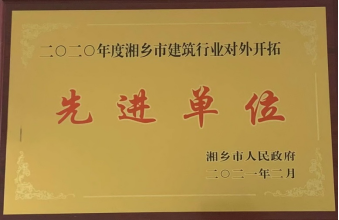 二〇二〇年度湘乡市建筑行业对外开拓
先进单位
湘乡市人民政府
二〇二一年二月